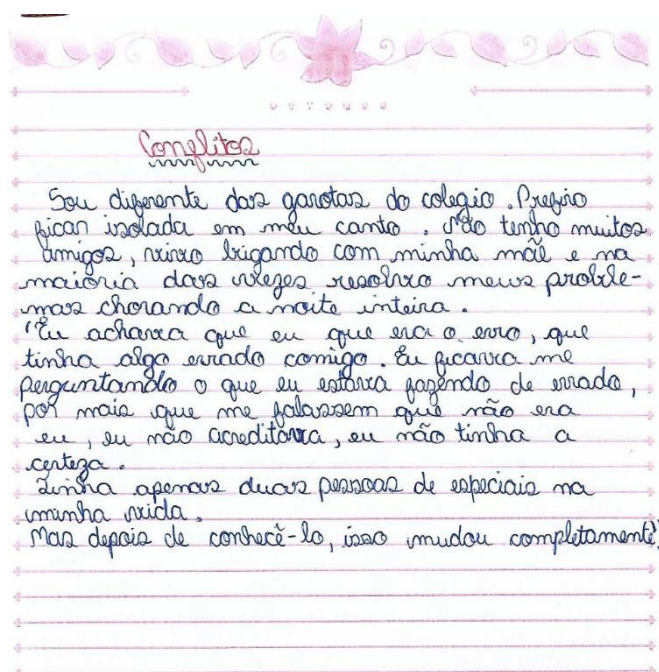 Conflitos
Sou diferente das garotas do colegio. Prefiro
ficar isolada em meu canto. Não tenho muitos
amigos, vivo brigando com minha mãe e na
maioria das vezes resolvo meus proble-
mas chorando a noite inteira.
"Eu achava que eu que era o erro, que
tinha algo errado comigo. Eu ficava me
perguntando o que eu estava fazendo de errado,
por mais que me falassem que não era
eu, eu não acreditava, eu não tinha a
certeza.
Tinha apenas duas pessoas de especiais na
minha vida.
Mas depois de conhecê-lo, isso mudou completamente"